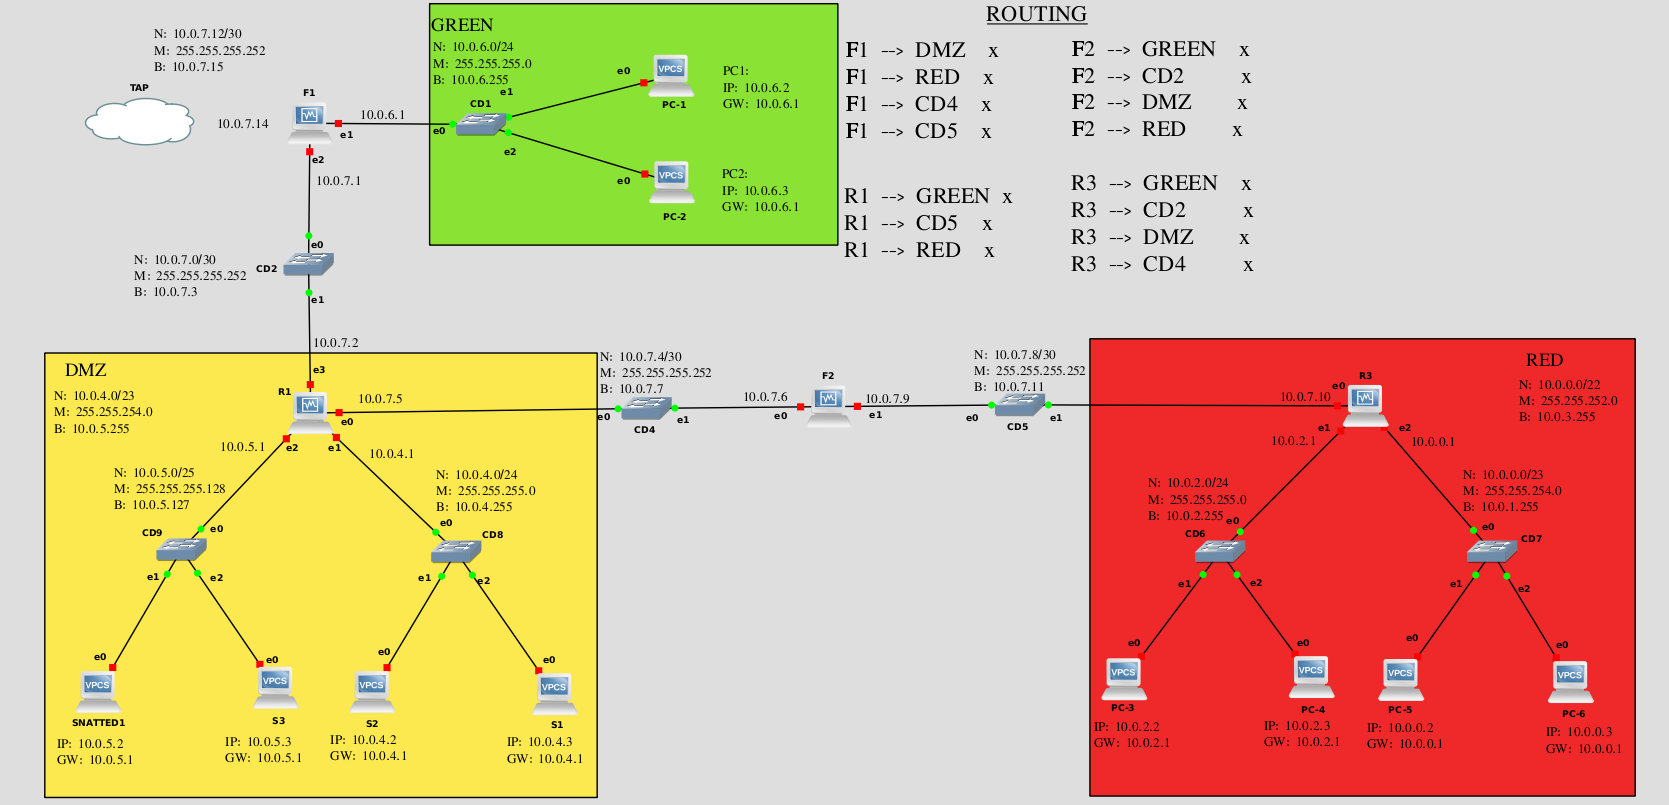 ROUTING
F1 --> DMZ x
F1 --> RED x
F1 --> CD4 x
F1 --> CD5 x
F2 --> GREEN x
F2 --> CD2 x
F2 --> DMZ x
F2 --> RED x
R1 --> GREEN x
R1 --> CD5 x
R1 --> RED x
R3 --> GREEN x
R3 --> CD2 x
R3 --> DMZ x
R3 --> CD4 x
N: 10.0.7.12/30
M: 255.255.255.252
B: 10.0.7.15
TAP
10.0.7.14
F1
e1
e2
10.0.6.1
10.0.7.1
GREEN
N: 10.0.6.0/24
M: 255.255.255.0
B: 10.0.6.255
CD1
e0
e1
e2
e0
VPCS
PC-1
PC1:
IP: 10.0.6.2
GW: 10.0.6.1
e0
VPCS
PC-2
PC2:
IP: 10.0.6.3
GW: 10.0.6.1
N: 10.0.7.0/30
M: 255.255.255.252
B: 10.0.7.3
CD2
e0
e1
10.0.7.2
DMZ
N: 10.0.4.0/23
M: 255.255.254.0
B: 10.0.5.255
R1
e3
e0
e2
e1
10.0.7.5
10.0.5.1
10.0.4.1
N: 10.0.5.0/25
M: 255.255.255.128
B: 10.0.5.127
CD9
e0
e1
e2
N: 10.0.4.0/24
M: 255.255.255.0
B: 10.0.4.255
CD8
e0
e1
e2
e0
VPCS
SNATTED1
IP: 10.0.5.2
GW: 10.0.5.1
e0
VPCS
S3
IP: 10.0.5.3
GW: 10.0.5.1
e0
VPCS
S2
IP: 10.0.4.2
GW: 10.0.4.1
e0
VPCS
S1
IP: 10.0.4.3
GW: 10.0.4.1
N: 10.0.7.4/30
M: 255.255.255.252
B: 10.0.7.7
CD4
e0
e1
10.0.7.6
F2
e0
e1
10.0.7.9
N: 10.0.7.8/30
M: 255.255.255.252
B: 10.0.7.11
CD5
e0
e1
RED
N: 10.0.0.0/22
M: 255.255.252.0
B: 10.0.3.255
10.0.7.10
R3
e0
e1
e2
10.0.2.1
10.0.0.1
N: 10.0.2.0/24
M: 255.255.255.0
B: 10.0.2.255
CD6
e0
e1
e2
N: 10.0.0.0/23
M: 255.255.254.0
B: 10.0.1.255
CD7
e0
e1
e2
e0
VPCS
PC-3
IP: 10.0.2.2
GW: 10.0.2.1
e0
VPCS
PC-4
IP: 10.0.2.3
GW: 10.0.2.1
e0
VPCS
PC-5
IP: 10.0.0.2
GW: 10.0.0.1
e0
VPCS
PC-6
IP: 10.0.0.3
GW: 10.0.0.1